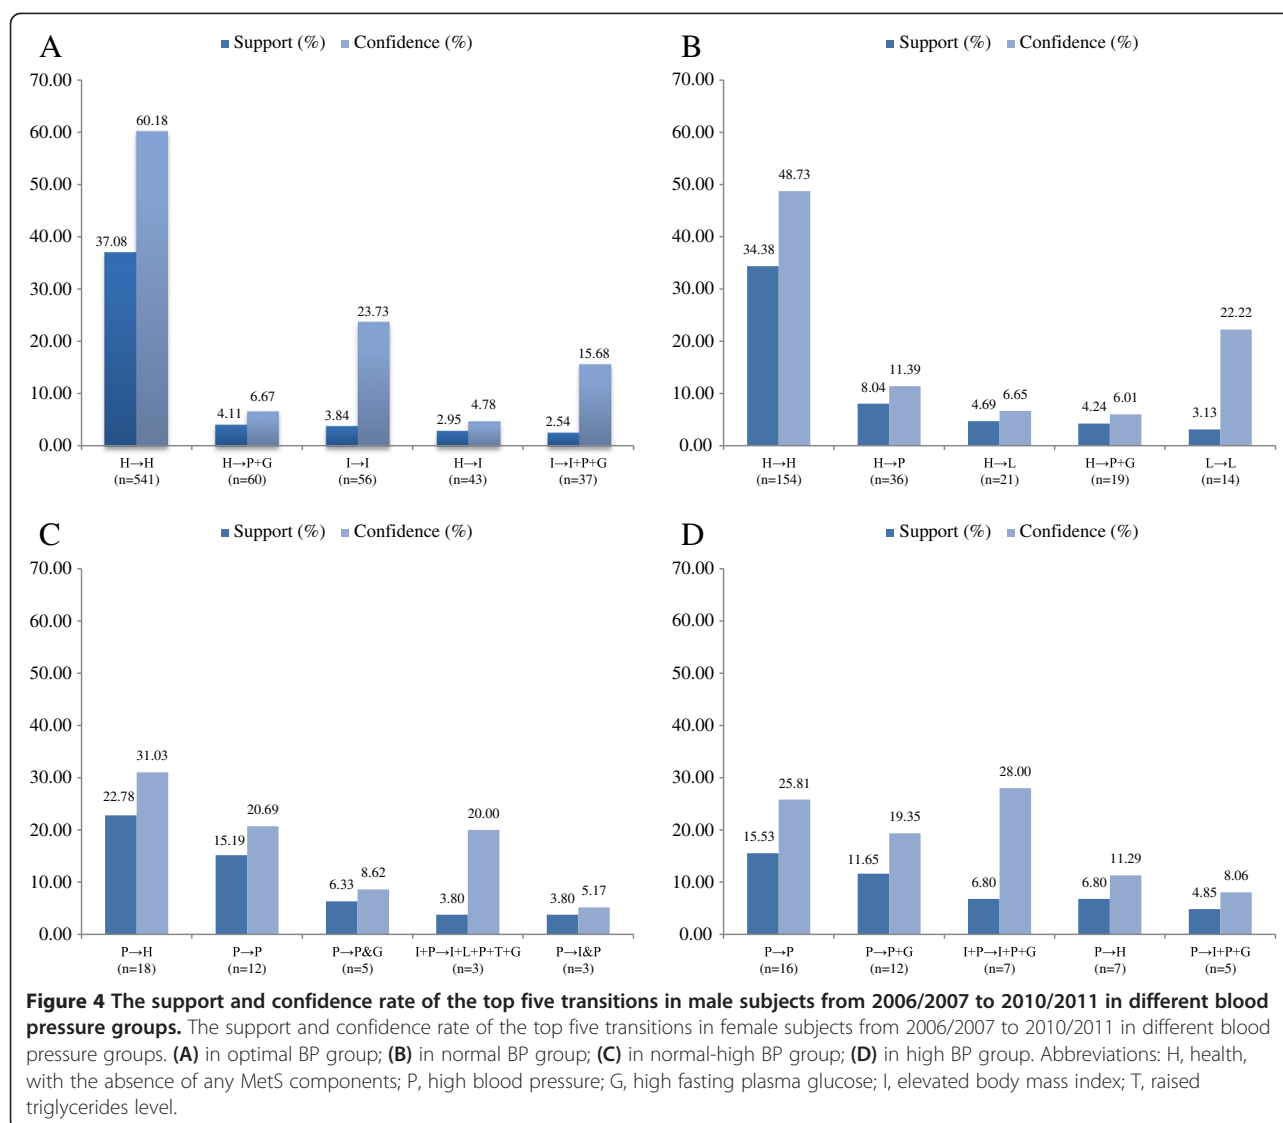 A
Support (%) Confidence (%)
70.00
60.00
50.00
40.00
30.00
20.00
10.00
0.00
37.08 60.18
4.11 6.67
3.84 23.73
2.95 4.78
2.54 15.68
H→H H→P+G I→I H→I I→I+P+G
(n=541) (n=60) (n=56) (n=43) (n=37)
B
Support (%) Confidence (%)
70.00
60.00
50.00
40.00
30.00
20.00
10.00
0.00
34.38 48.73
8.04 11.39
4.69 6.65
4.24 6.01
3.13 22.22
H→H H→P H→L H→P+G L→L
(n=154) (n=36) (n=21) (n=19) (n=14)
C
Support (%) Confidence (%)
70.00
60.00
50.00
40.00
30.00
20.00
10.00
0.00
22.78 31.03
15.19 20.69
6.33 8.62
3.80 20.00
3.80 5.17
P→H P→P P→P&G I+P→I+L+P+T+G P→I&P
(n=18) (n=12) (n=5) (n=3) (n=3)
D
Support (%) Confidence (%)
70.00
60.00
50.00
40.00
30.00
20.00
10.00
0.00
15.53 25.81
11.65 19.35
6.80 28.00
6.80 11.29
4.85 8.06
P→P P→P+G I+P→I+P+G P→H P→I+P+G
(n=16) (n=12) (n=7) (n=7) (n=5)
Figure 4 The support and confidence rate of the top five transitions in male subjects from 2006/2007 to 2010/2011 in different blood
pressure groups. The support and confidence rate of the top five transitions in female subjects from 2006/2007 to 2010/2011 in different blood
pressure groups. (A) in optimal BP group; (B) in normal BP group; (C) in normal-high BP group; (D) in high BP group. Abbreviations: H, health,
with the absence of any MetS components; P, high blood pressure; G, high fasting plasma glucose; I, elevated body mass index; T, raised
triglycerides level.